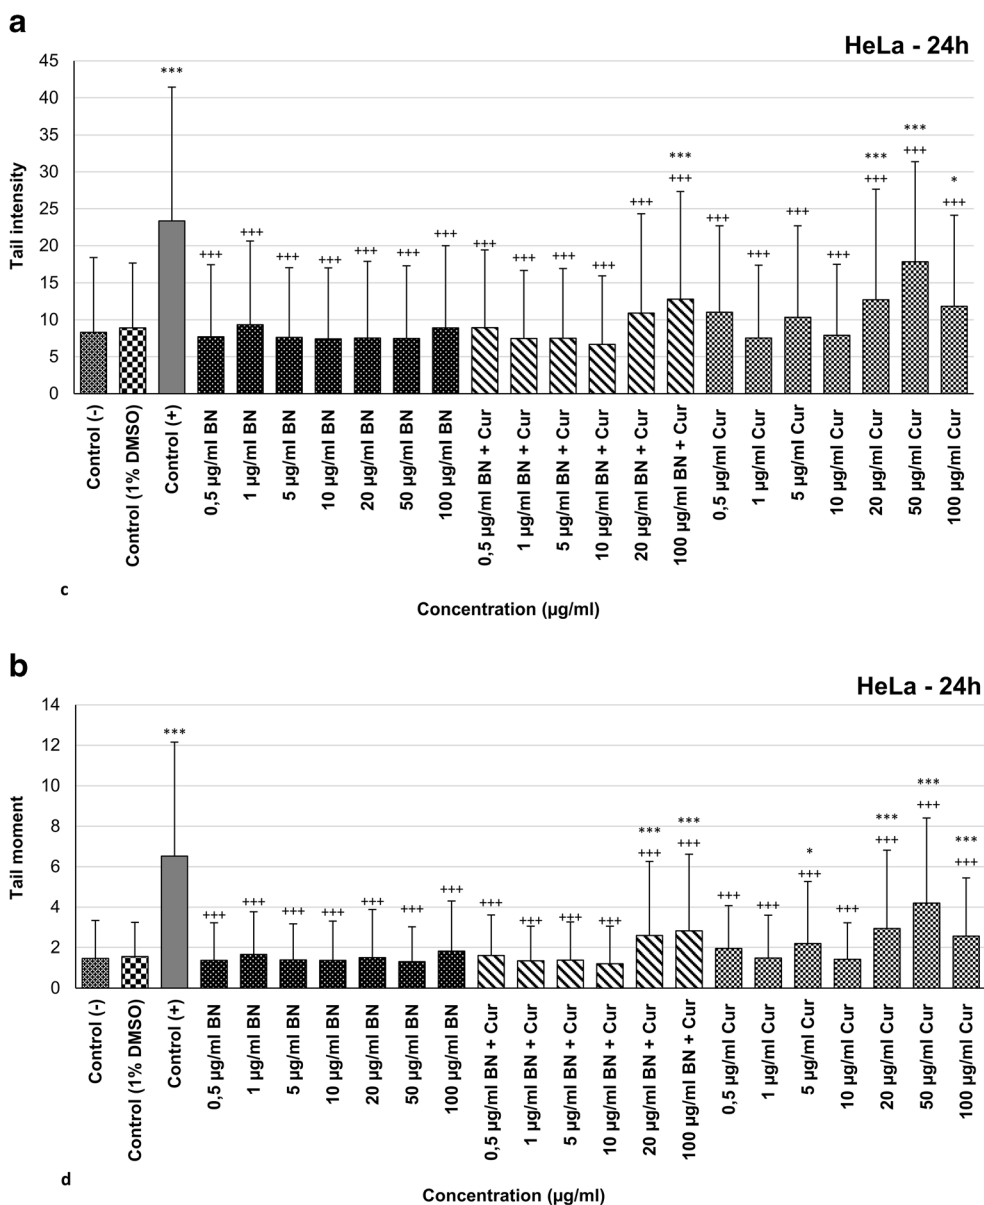 a
HeLa - 24h
Tail intensity
45
40
35
30
25
20
15
10
5
0
***
+++
+++
+++
+++
+++
+++
+++
+++
+++
+++
+++
+++
***
+++
+++
+++
+++
+++
***
+++
***
+++
*
+++
Control (-)
Control (1% DMSO)
Control (+)
0,5 µg/ml BN
1 µg/ml BN
5 µg/ml BN
10 µg/ml BN
20 µg/ml BN
50 µg/ml BN
100 µg/ml BN
0,5 µg/ml BN + Cur
1 µg/ml BN + Cur
5 µg/ml BN + Cur
10 µg/ml BN + Cur
20 µg/ml BN + Cur
100 µg/ml BN + Cur
0,5 µg/ml Cur
1 µg/ml Cur
5 µg/ml Cur
10 µg/ml Cur
20 µg/ml Cur
50 µg/ml Cur
100 µg/ml Cur
c
Concentration (µg/ml)
b
HeLa - 24h
Tail moment
14
12
10
8
6
4
2
0
***
+++
+++
+++
+++
+++
+++
+++
+++
+++
+++
+++
***
+++
***
+++
+++
+++
*
+++
+++
***
+++
***
+++
***
+++
Control (-)
Control (1% DMSO)
Control (+)
0,5 µg/ml BN
1 µg/ml BN
5 µg/ml BN
10 µg/ml BN
20 µg/ml BN
50 µg/ml BN
100 µg/ml BN
0,5 µg/ml BN + Cur
1 µg/ml BN + Cur
5 µg/ml BN + Cur
10 µg/ml BN + Cur
20 µg/ml BN + Cur
100 µg/ml BN + Cur
0,5 µg/ml Cur
1 µg/ml Cur
5 µg/ml Cur
10 µg/ml Cur
20 µg/ml Cur
50 µg/ml Cur
100 µg/ml Cur
d
Concentration (µg/ml)